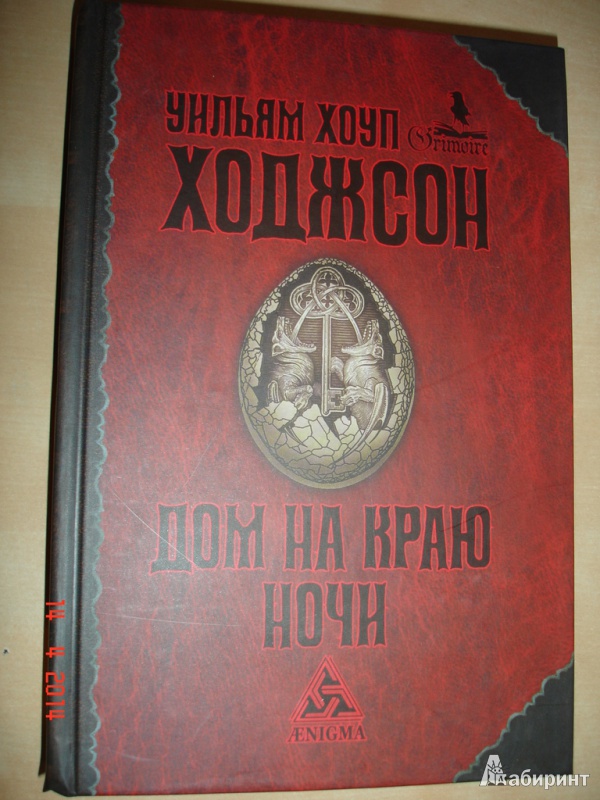 УИЛЬЯМ ХОУП
Grimoire
ХОДЖСОН
ДОМ НА КРАЮ
НОЧИ
ÆNIGMA
14 4 2014
Лабиринт